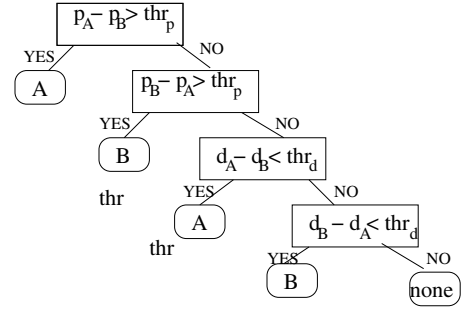 p_A – p_B > thr_p
YES
NO
A
p_B – p_A > thr_p
YES
NO
B
d_A – d_B < thr_d
thr
YES
NO
A
d_B – d_A < thr_d
thr
YES
NO
B
none